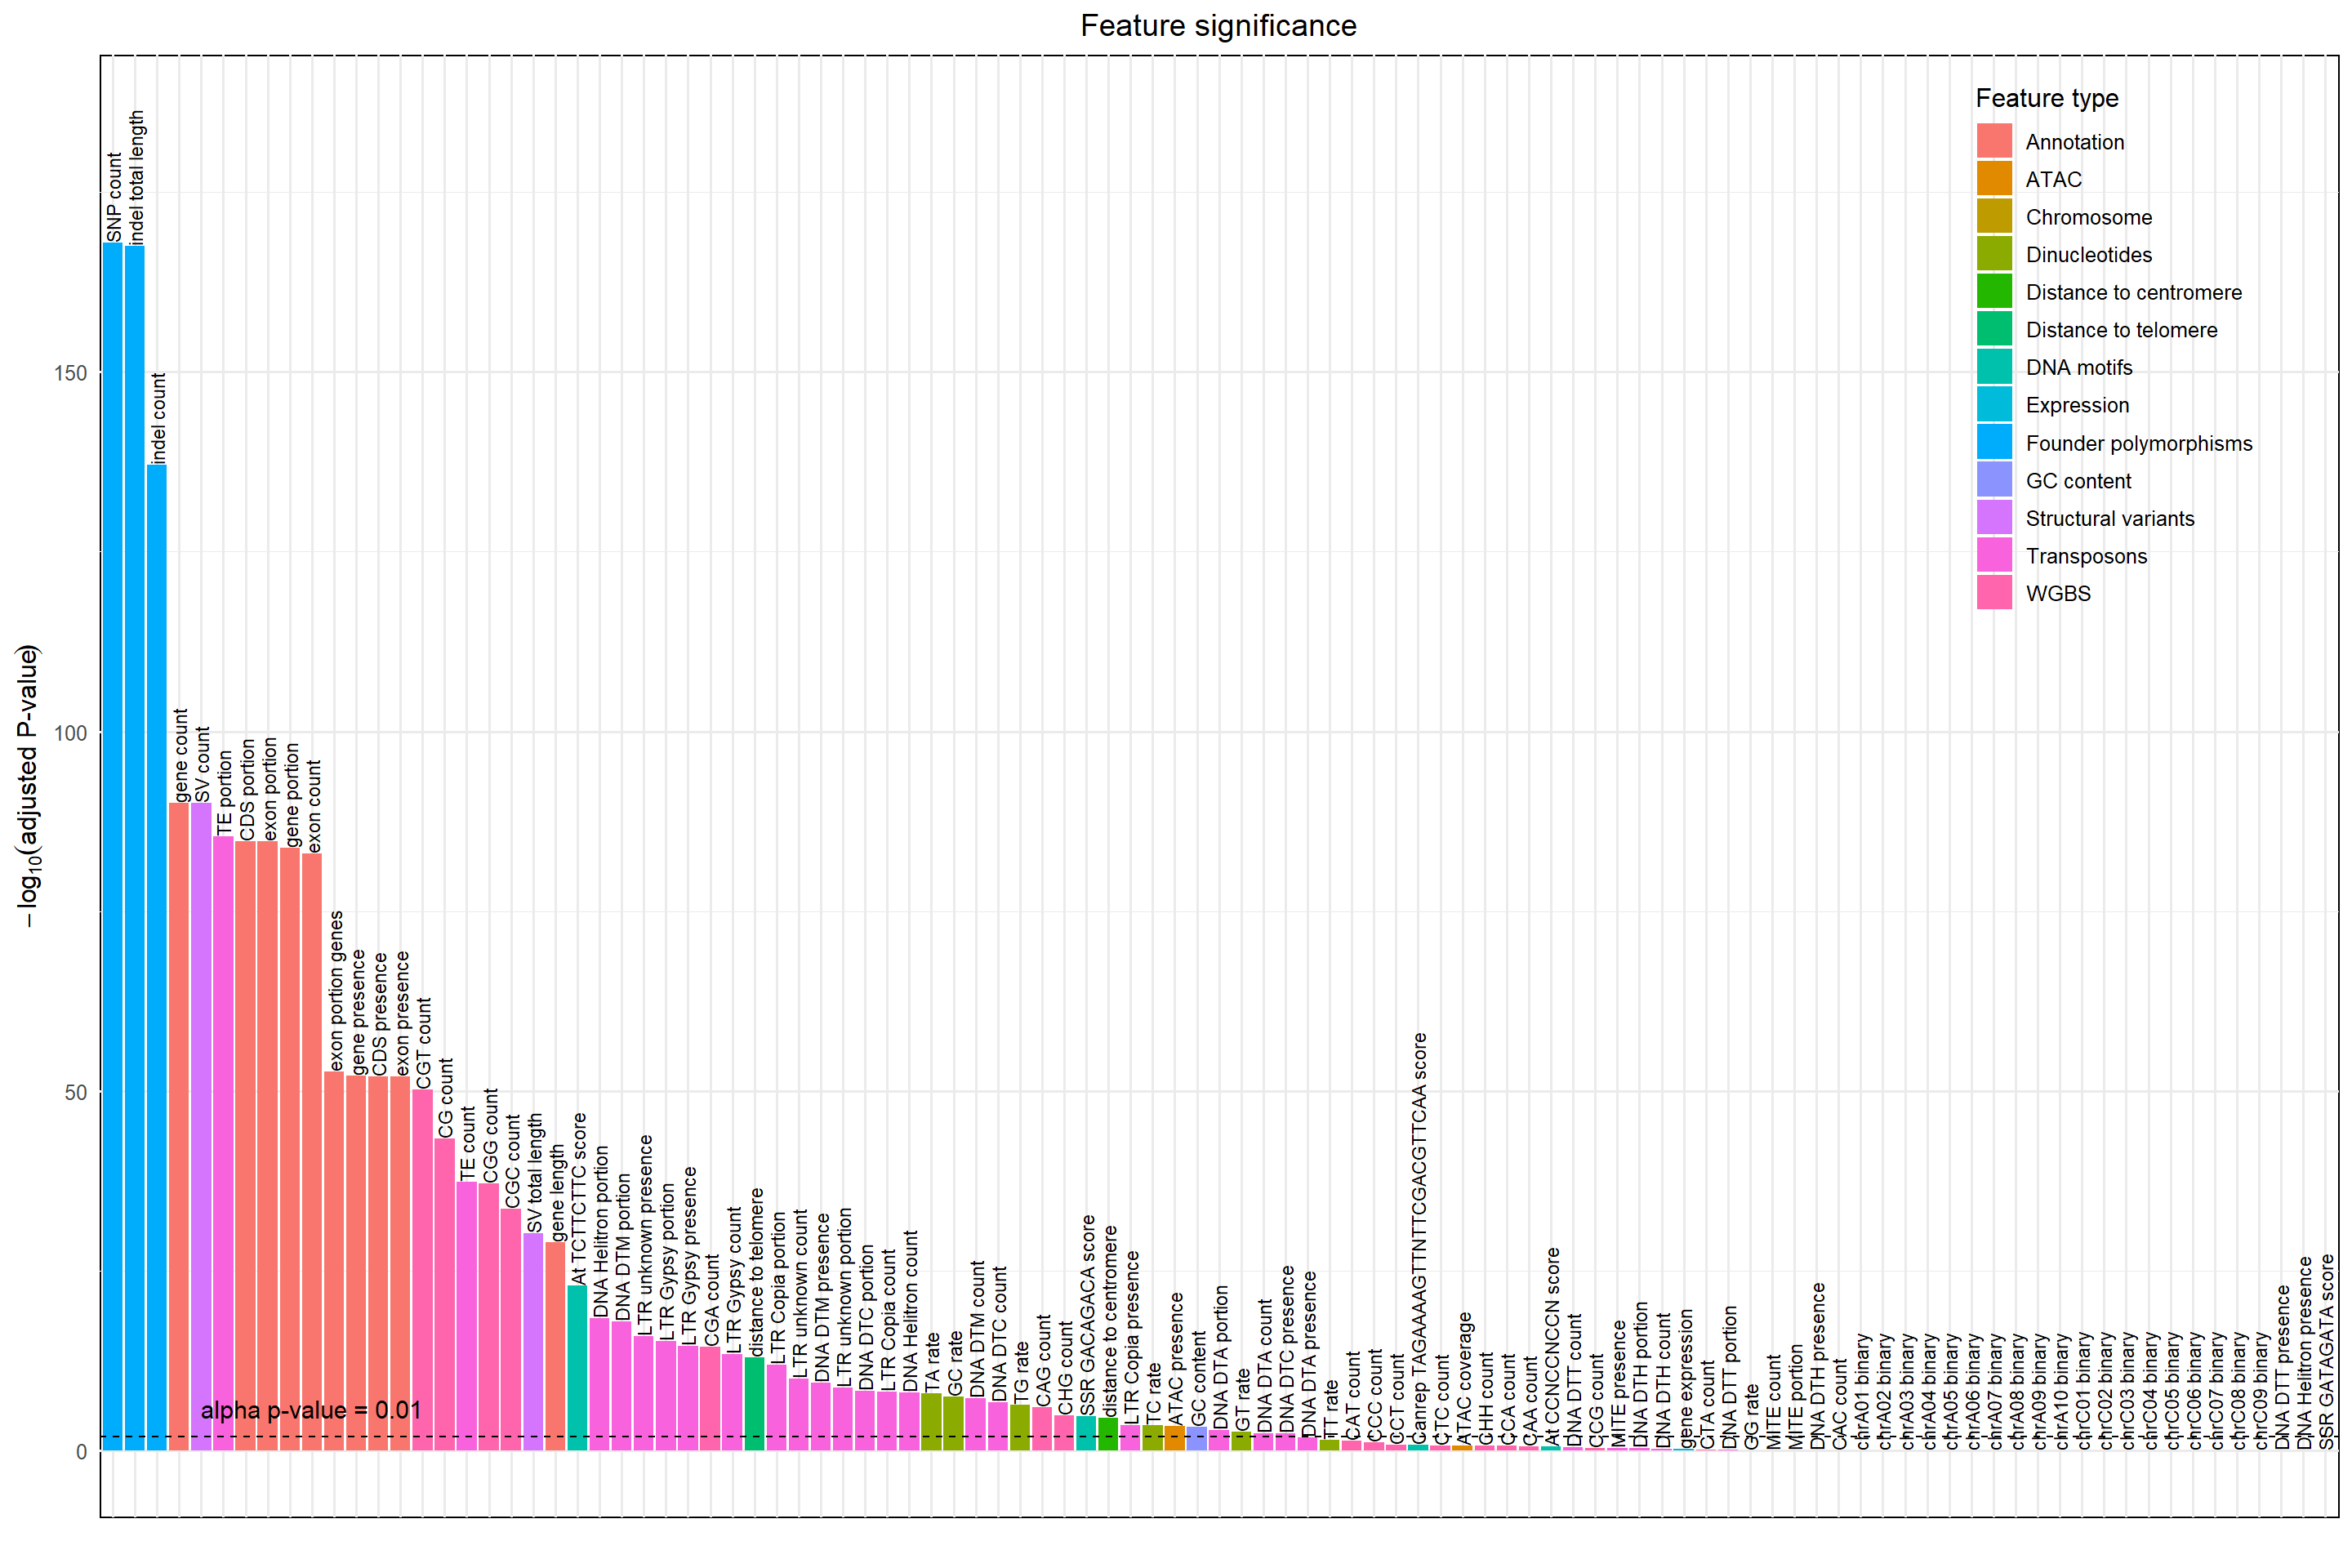 Feature significance
− log10(adjusted P-value)
150
100
50
0
Feature type
Annotation
ATAC
Chromosome
Dinucleotides
Distance to centromere
Distance to telomere
DNA motifs
Expression
Founder polymorphisms
GC content
Structural variants
Transposons
WGBS
alpha p-value = 0.01
SNP count
indel total length
indel count
gene count
SV count
TE portion
CDS portion
exon portion
gene portion
exon count
exon portion genes
gene presence
CDS presence
exon presence
CGT count
CG count
TE count
CGG count
CGC count
SV total length
gene length
At TCTTCTTC score
DNA Helitron portion
DNA DTM portion
LTR unknown presence
LTR Gypsy portion
LTR Gypsy presence
CGA count
LTR Gypsy count
distance to telomere
LTR Copia portion
LTR unknown count
DNA DTM presence
LTR unknown portion
DNA DTC portion
LTR Copia count
DNA Helitron count
TA rate
GC rate
DNA DTM count
DNA DTC count
TG rate
CAG count
CHG count
SSR GACAGACA score
distance to centromere
LTR Copia presence
TC rate
ATAC presence
GC content
DNA DTA portion
GT rate
DNA DTA count
DNA DTC presence
DNA DTA presence
TT rate
CAT count
CCC count
CCT count
Canrep TAGAAAAGTTNTTCGACGTTCAA score
CTC count
ATAC coverage
CHH count
CCA count
CAA count
At CCNCCNCCN score
DNA DTT count
CCG count
MITE presence
DNA DTH portion
DNA DTH count
gene expression
CTA count
DNA DTT portion
GG rate
MITE count
MITE portion
DNA DTH presence
CAC count
chrA01 binary
chrA02 binary
chrA03 binary
chrA04 binary
chrA05 binary
chrA06 binary
chrA07 binary
chrA08 binary
chrA09 binary
chrA10 binary
chrC01 binary
chrC02 binary
chrC03 binary
chrC04 binary
chrC05 binary
chrC06 binary
chrC07 binary
chrC08 binary
chrC09 binary
DNA DTT presence
DNA Helitron presence
SSR GATAGATA score